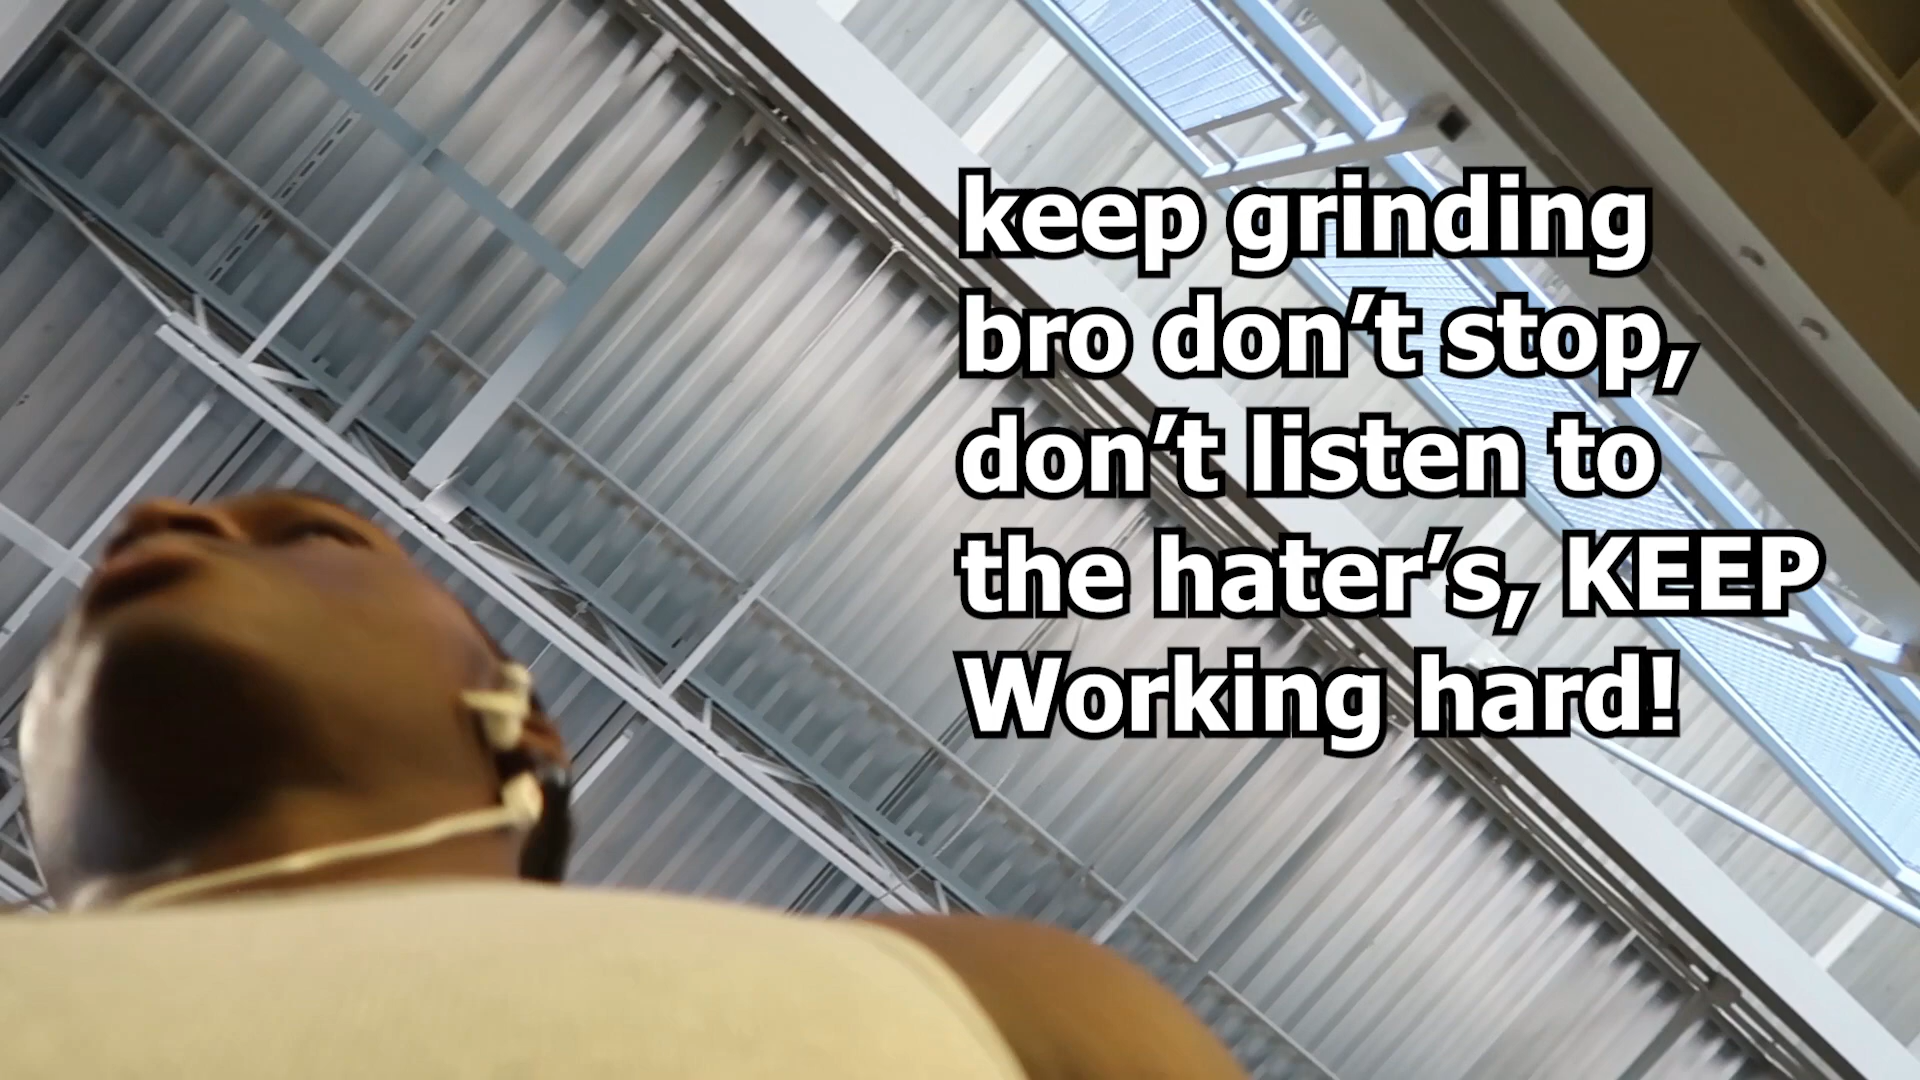 keep grinding
bro don’t stop,
don’t listen to
the hater’s, KEEP
Working hard!